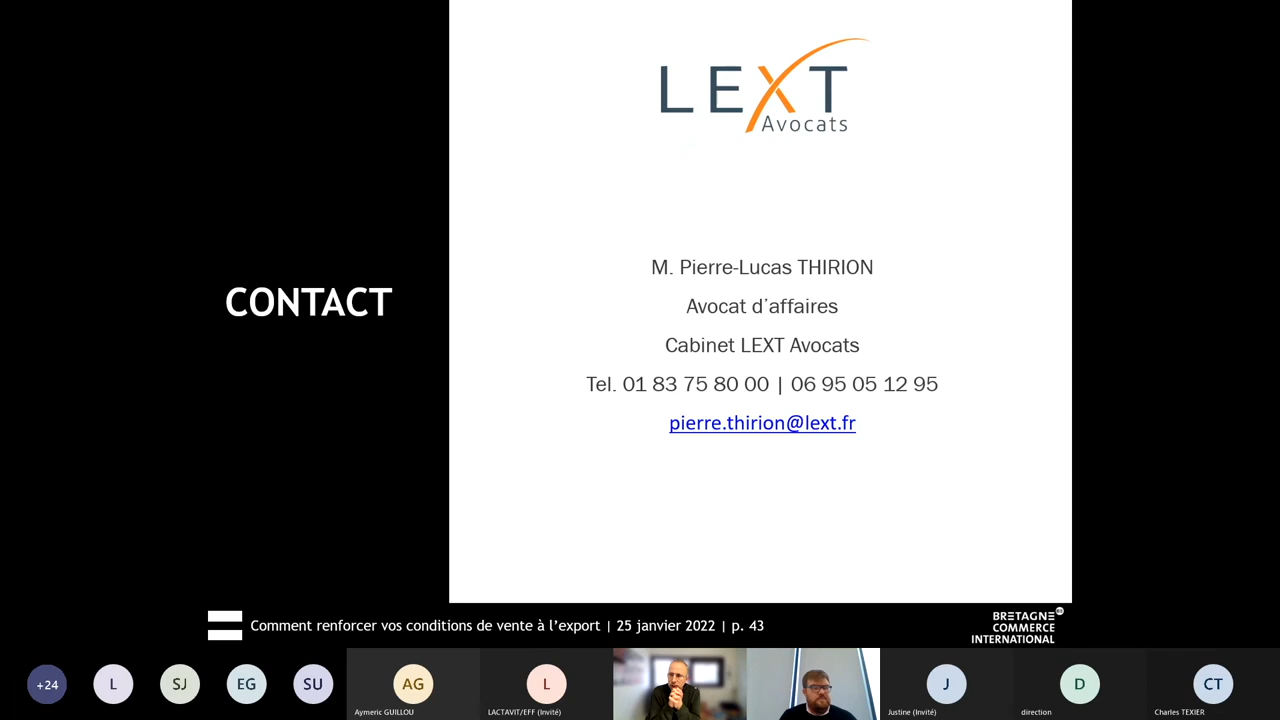 LEXT
Avocats
CONTACT
M. Pierre-Lucas THIRION
Avocat d’affaires
Cabinet LEXT Avocats
Tel. 01 83 75 80 00 | 06 95 05 12 95
pierre.thirion@lext.fr
Comment renforcer vos conditions de vente à l’export | 25 janvier 2022 | p. 43
BRETAGNE
COMMERCE
INTERNATIONAL
+24
L
SJ
EG
SU
AG
L
J
D
CT
Aymeric GUILLOU
LACTAVIT/EFF (Invité)
Justine (Invité)
direction
Charles TEXIER